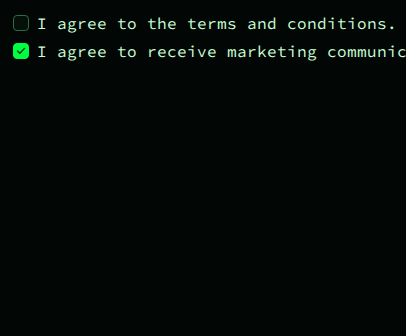 I agree to the terms and conditions.
I agree to receive marketing communic